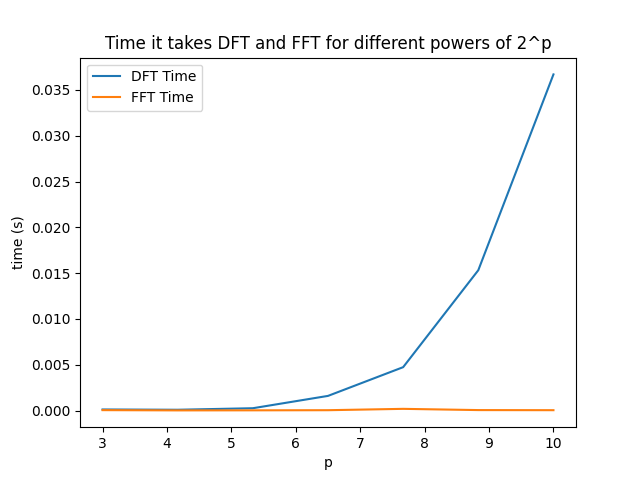 Time it takes DFT and FFT for different powers of 2^p
DFT Time
FFT Time
0.035
0.030
0.025
0.020
0.015
0.010
0.005
0.000
time (s)
3 4 5 6 7 8 9 10
p